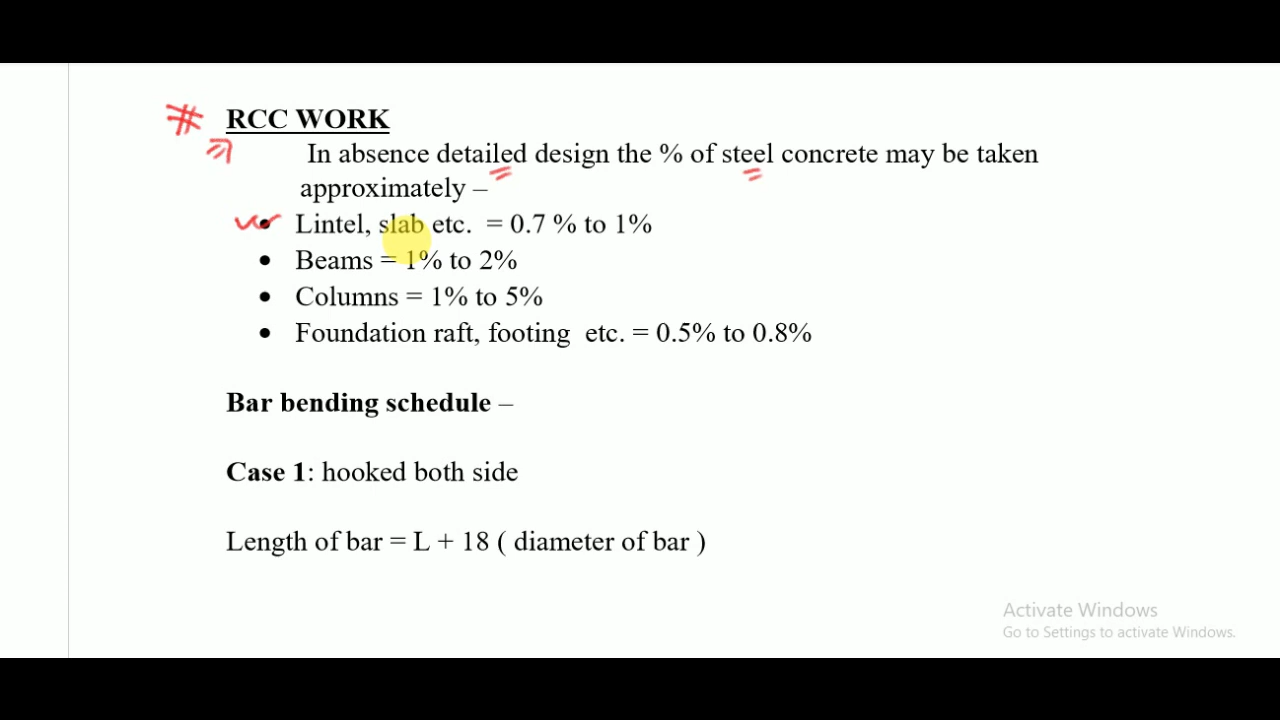 # RCC WORK
In absence detailed design the % of steel concrete may be taken
approximately –
• Lintel, slab etc. = 0.7 % to 1%
• Beams = 1% to 2%
• Columns = 1% to 5%
• Foundation raft, footing etc. = 0.5% to 0.8%
Bar bending schedule –
Case 1: hooked both side
Length of bar = L + 18 ( diameter of bar )
Activate Windows
Go to Settings to activate Windows.